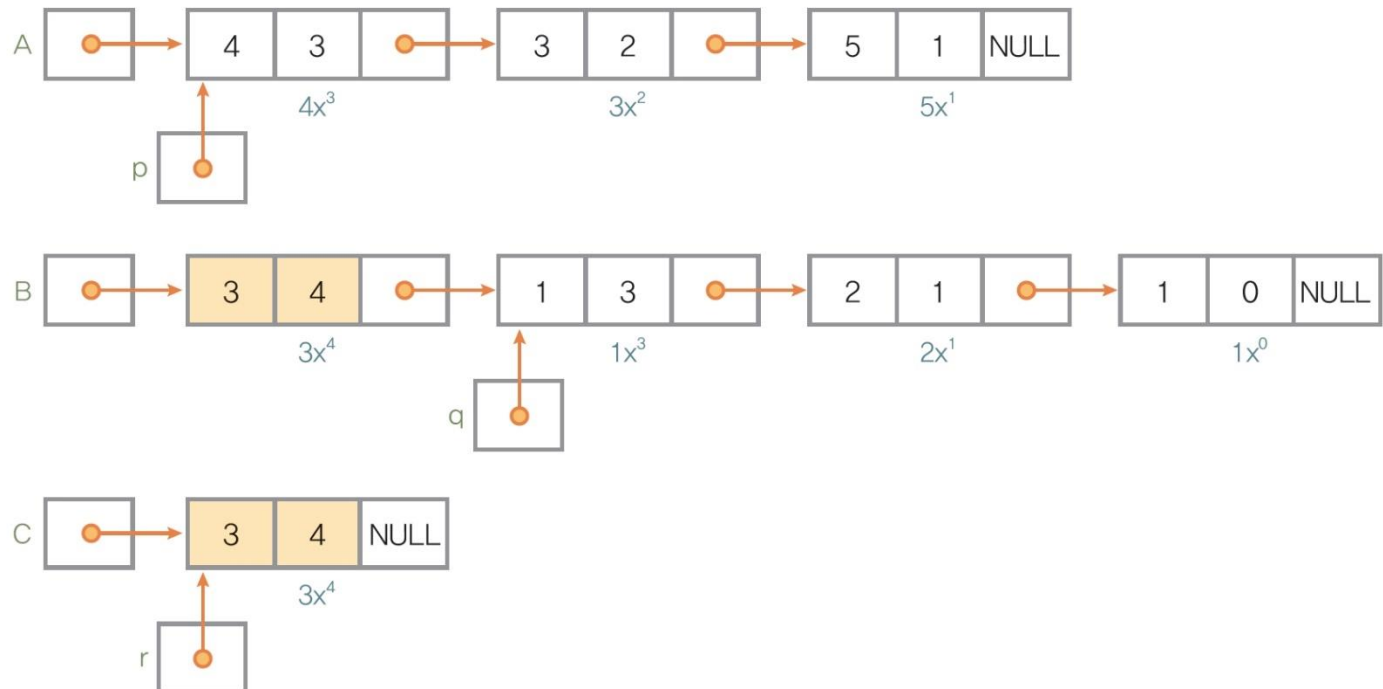 A 4 3 3 2 5 1 NULL
4x³ 3x² 5x¹
p
B 3 4 1 3 2 1 1 0 NULL
3x⁴ 1x³ 2x¹ 1x⁰
q
C 3 4 NULL
3x⁴
r